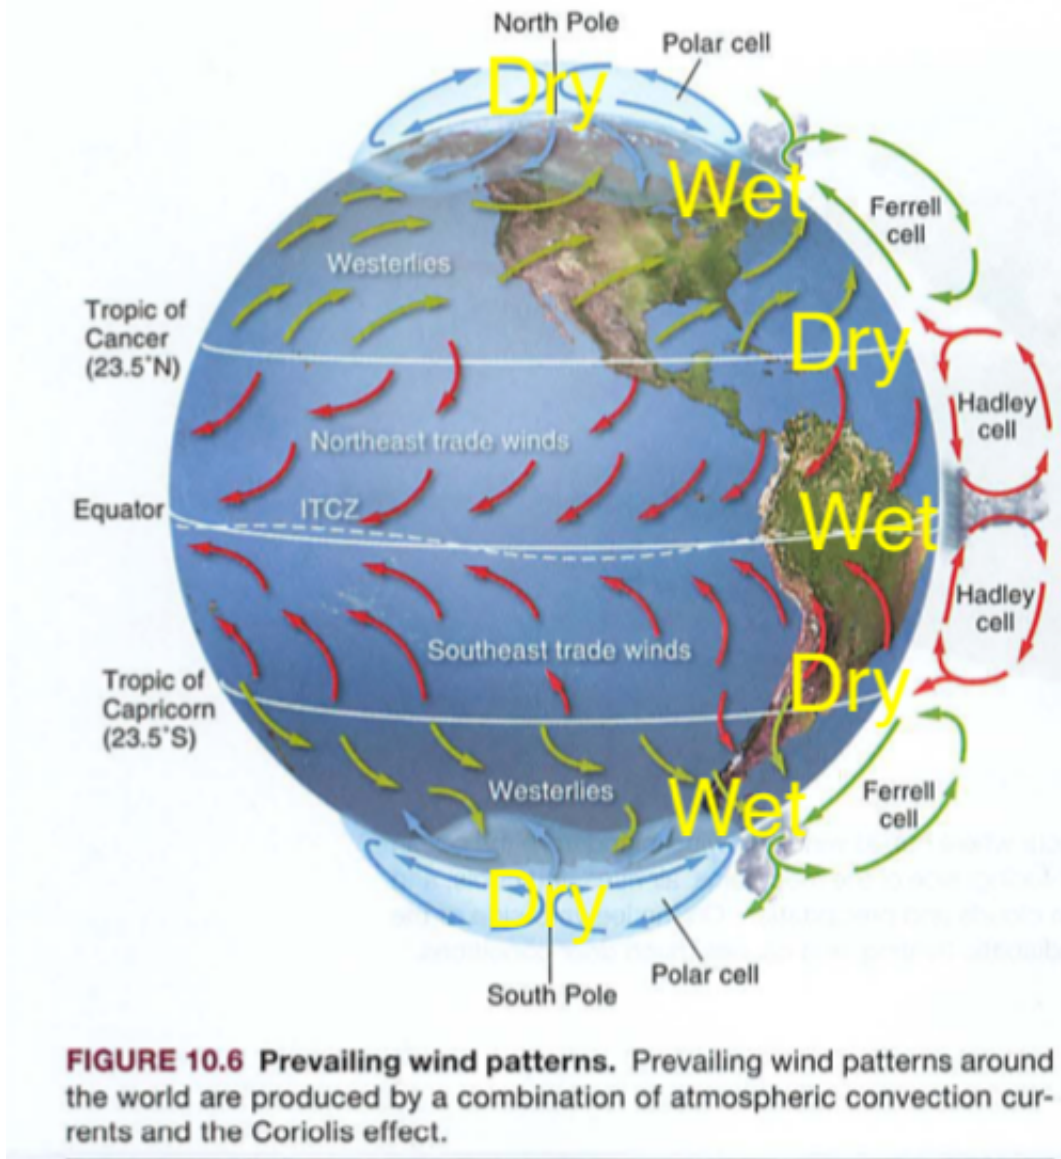 North Pole
Polar cell
Dry
Wet
Ferrell
cell
Westerlies
Tropic of
Cancer
(23.5°N)
Dry
Hadley
cell
Northeast trade winds
Equator
ITCZ
Wet
Hadley
cell
Southeast trade winds
Tropic of
Capricorn
(23.5°S)
Dry
Westerlies
Wet
Ferrell
cell
Dry
Polar cell
South Pole
FIGURE 10.6 Prevailing wind patterns. Prevailing wind patterns around
the world are produced by a combination of atmospheric convection cur-
rents and the Coriolis effect.